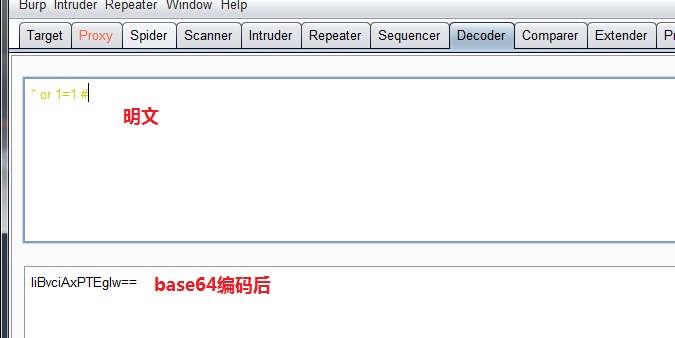 Burp Intruder Repeater Window Help
Target Proxy Spider Scanner Intruder Repeater Sequencer Decoder Comparer Extender
" or 1=1 #
明文
IiBvciAxPTEgIw==
base64编码后